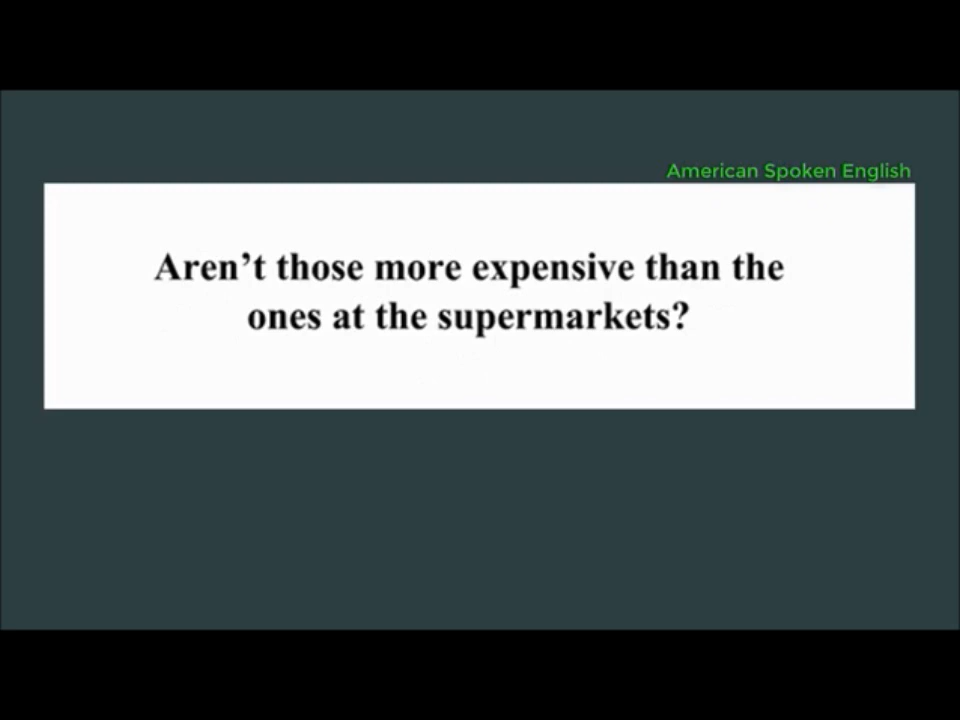 American Spoken English
Aren’t those more expensive than the
ones at the supermarkets?